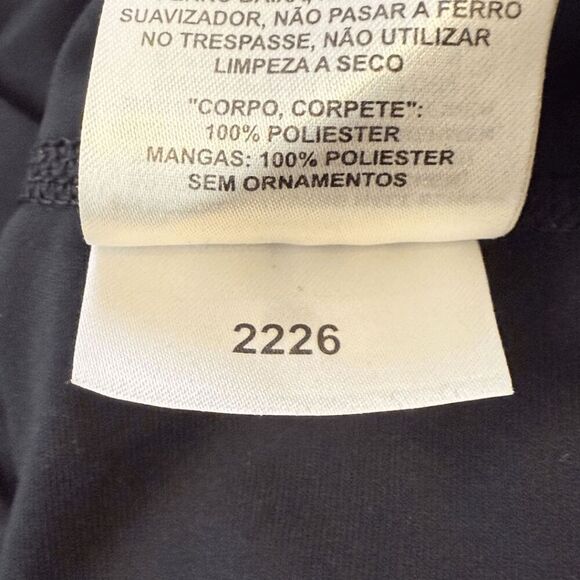 SUAVIZADOR, NÃO PASSAR A FERRO
NO TRESPASSE, NÃO UTILIZAR
LIMPEZA A SECO
"CORPO, CORPETE":
100% POLIESTER
MANGAS: 100% POLIESTER
SEM ORNAMENTOS
2226